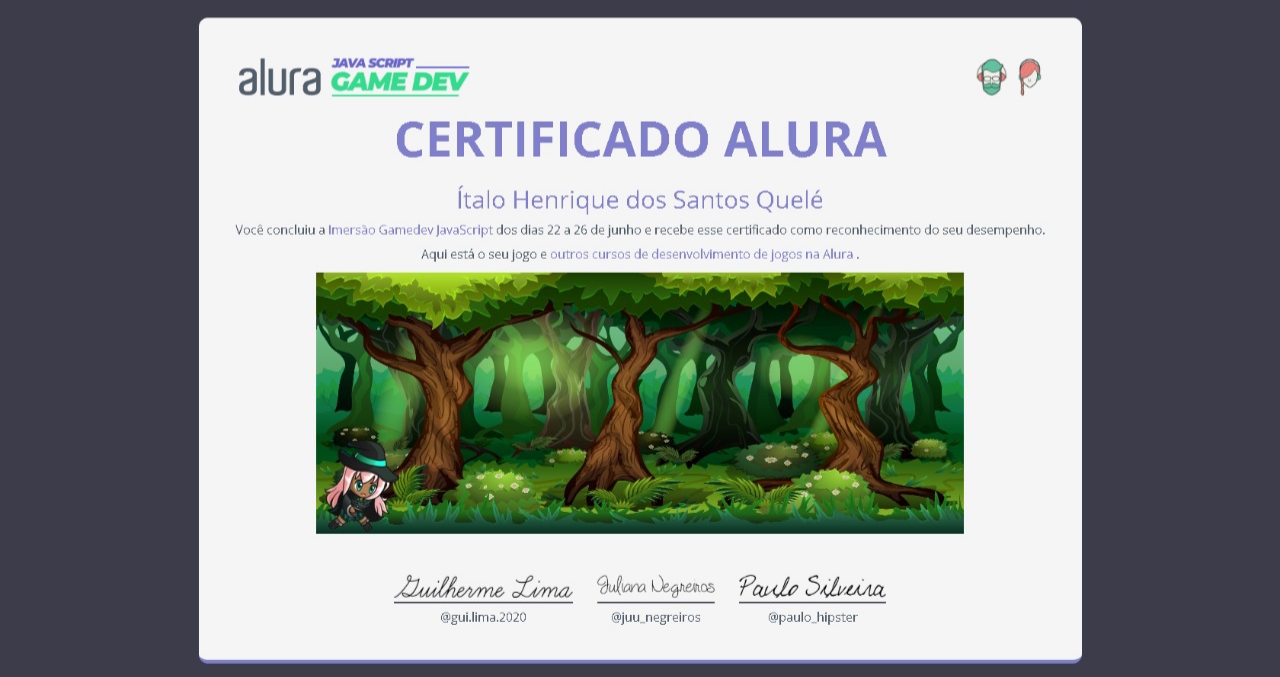 alura JAVA SCRIPT
GAME DEV
CERTIFICADO ALURA
Ítalo Henrique dos Santos Quelé
Você concluiu a Imersão Gamedev JavaScript dos dias 22 a 26 de junho e recebe esse certificado como reconhecimento do seu desempenho.
Aqui está o seu jogo e outros cursos de desenvolvimento de jogos na Alura .
Guilherme Lima Juliana Negreiros Paulo Silveira
@gui.lima.2020 @juu_negreiros @paulo_hipster